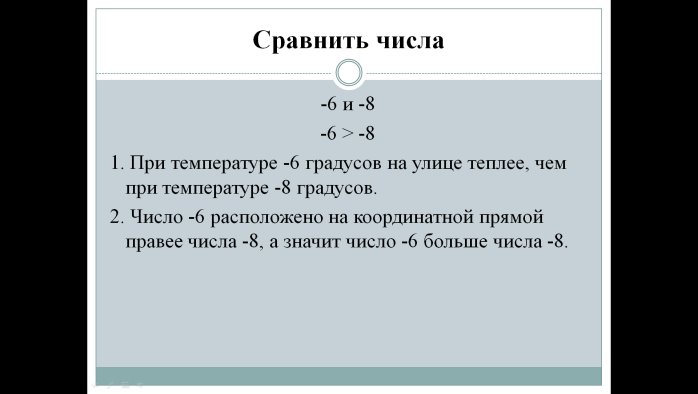 Сравнить числа
-6 и -8
-6 > -8
1. При температуре -6 градусов на улице теплее, чем
при температуре -8 градусов.
2. Число -6 расположено на координатной прямой
правее числа -8, а значит число -6 больше числа -8.